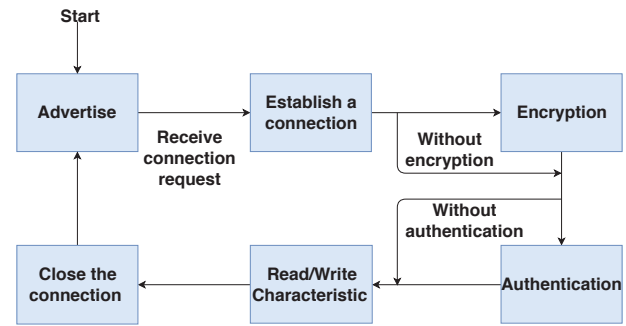 Start
Advertise
Receive
connection
request
Establish a
connection
Without
encryption
Encryption
Without
authentication
Authentication
Read/Write
Characteristic
Close the
connection